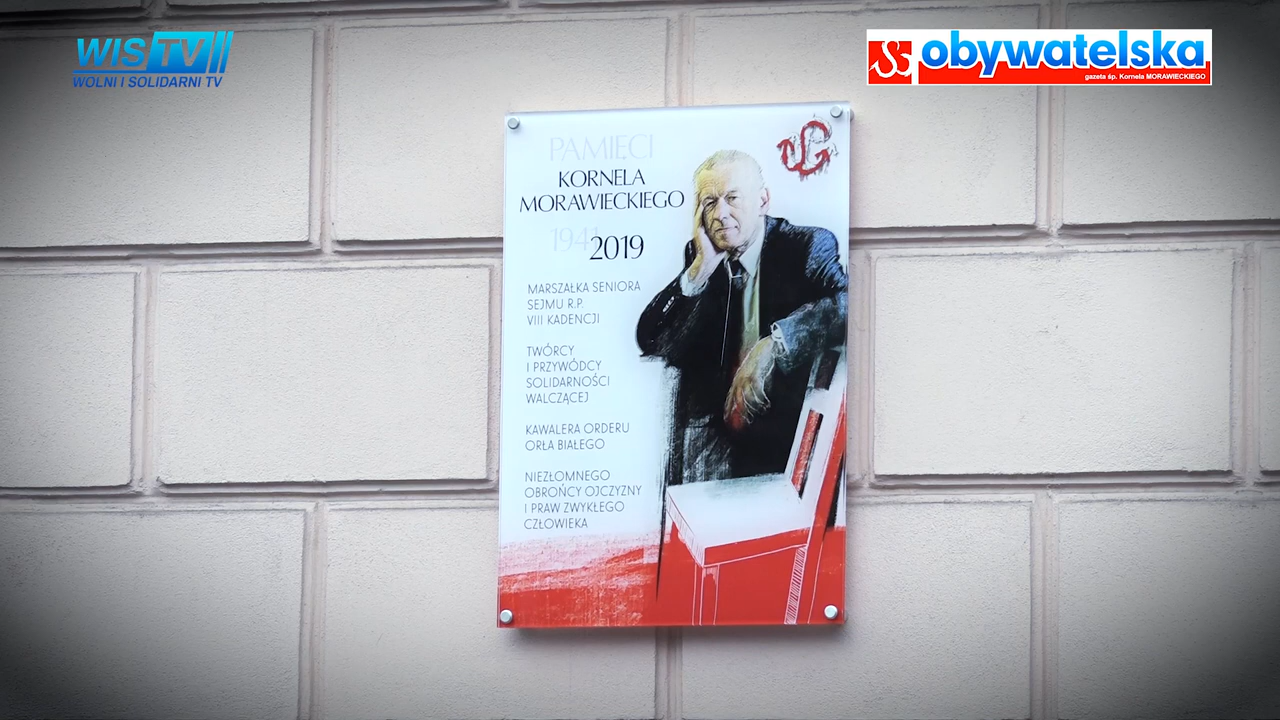 WIS TV
WOLNI I SOLIDARNI TV
obywatelska
gazeta śp. Kornela MORAWIECKIEGO
PAMIĘCI
KORNELA
MORAWIECKIEGO
1941 2019
MARSZAŁKA SENIORA
SEJMU R.P.
VIII KADENCJI
TWÓRCY
I PRZYWÓDCY
SOLIDARNOŚCI
WALCZĄCEJ
KAWALERA ORDERU
ORŁA BIAŁEGO
NIEZŁOMNEGO
OBROŃCY OJCZYZNY
I PRAW ZWYKŁEGO
CZŁOWIEKA